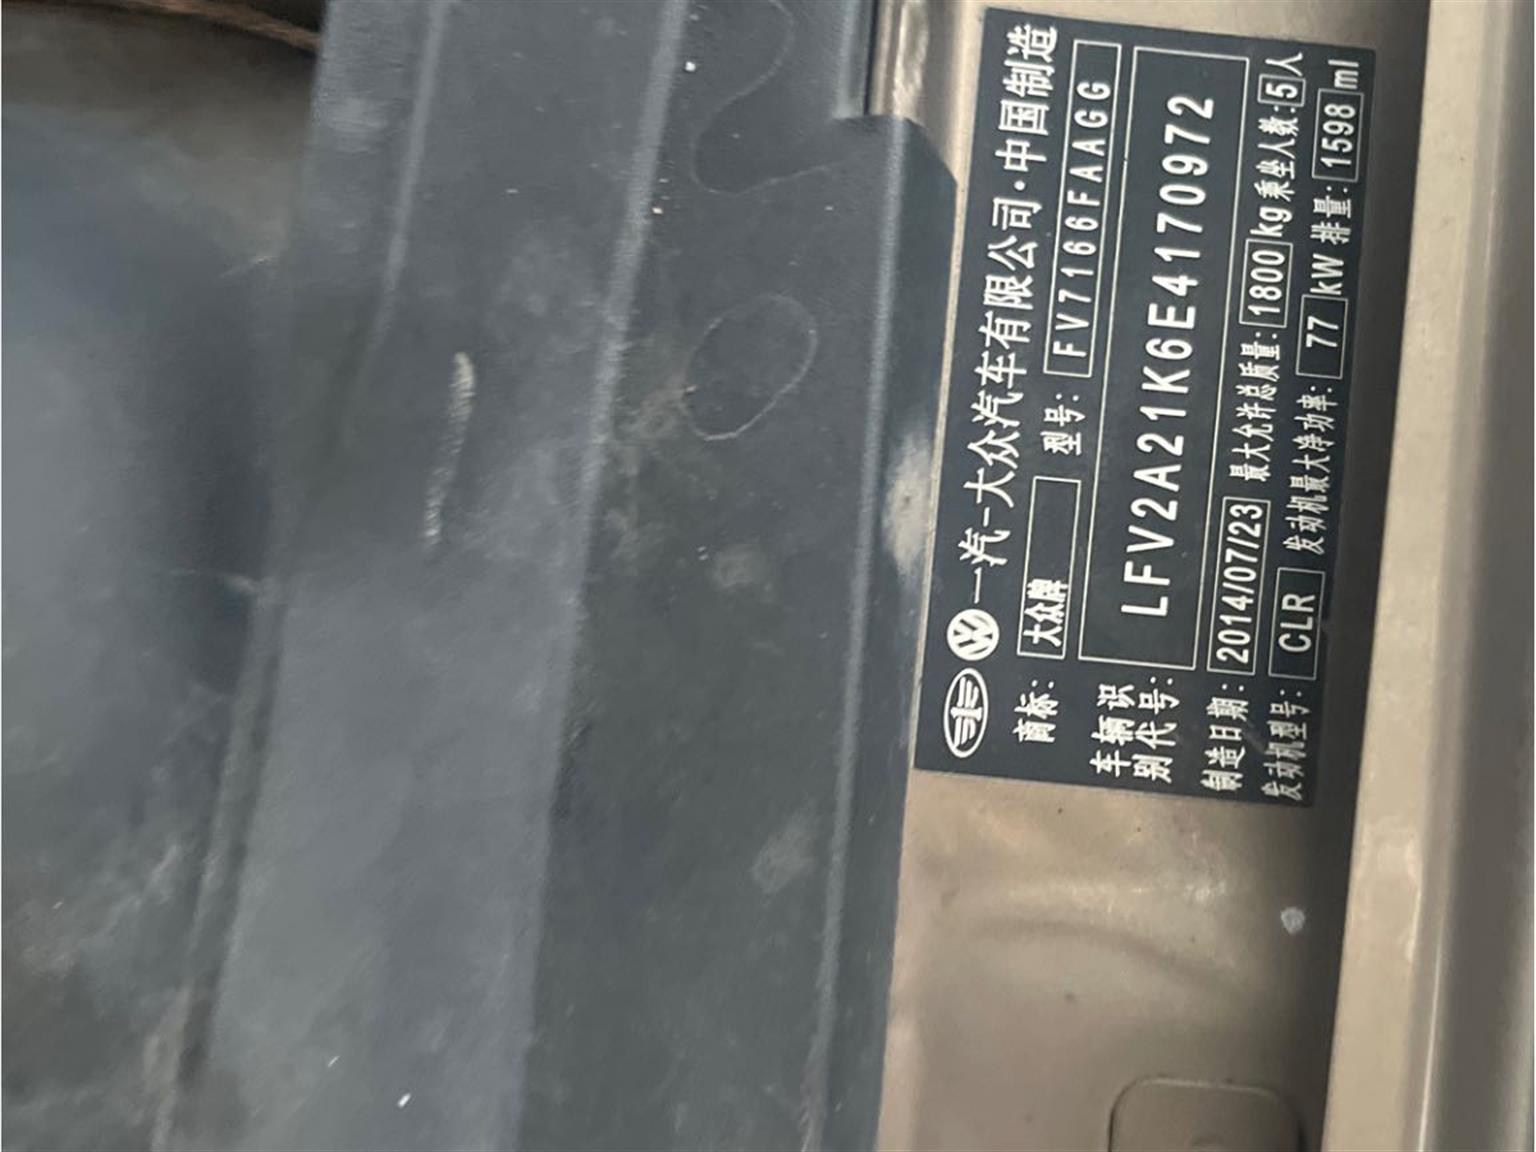 一汽-大众汽车有限公司·中国制造
商标: 大众牌 型号: FV7166FAAGG
车辆识别代号: LFV2A21K6E4170972
制造日期: 2014/07/23 最大允许总质量: 1800 kg 乘坐人数: 5 人
发动机型号: CLR 发动机最大净功率: 77 kW 排量: 1598 ml